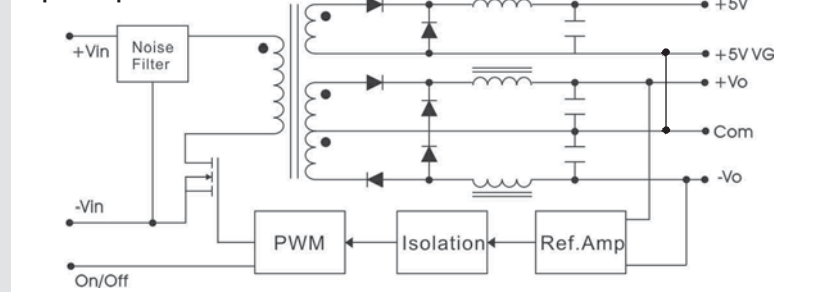 +5V
+Vin
Noise
Filter
+5V VG
+Vo
Com
-Vo
-Vin
PWM
Isolation
Ref.Amp
On/Off